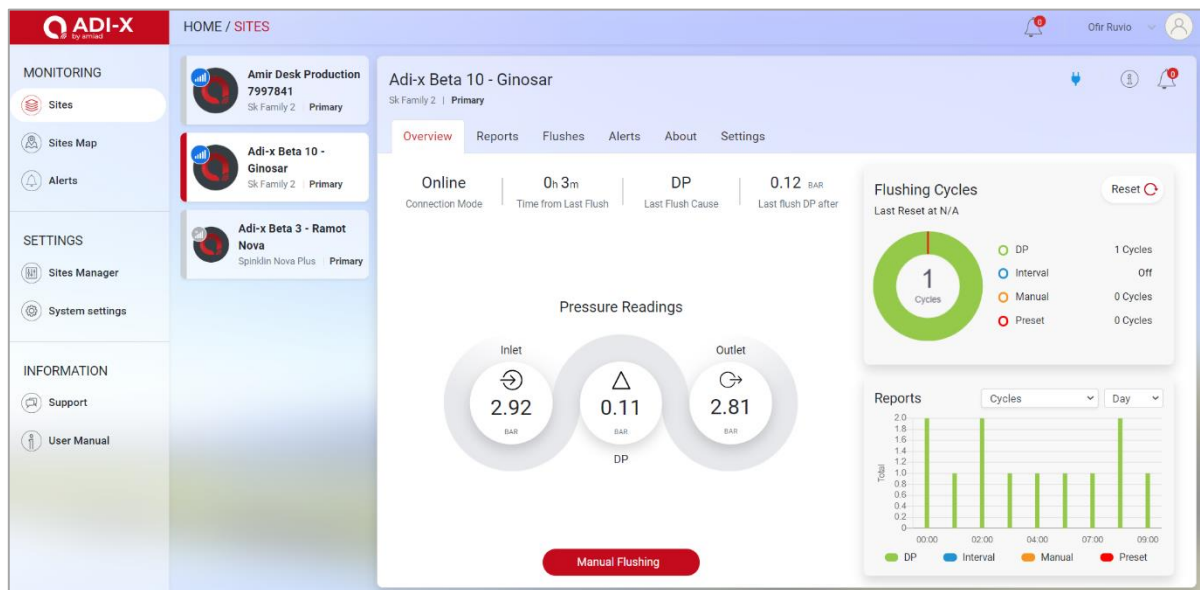 ADI-X
by amiad
HOME / SITES
0
Ofir Ruvio
MONITORING
Sites
Sites Map
Alerts
SETTINGS
Sites Manager
System settings
INFORMATION
Support
User Manual
Amir Desk Production
7997841
Sk Family 2 | Primary
Adi-x Beta 10 -
Ginosar
Sk Family 2 | Primary
Adi-x Beta 3 - Ramot
Nova
Spinklin Nova Plus | Primary
Adi-x Beta 10 - Ginosar
Sk Family 2 | Primary
0
Overview Reports Flushes Alerts About Settings
Online 0h 3m DP 0.12 BAR
Connection Mode Time from Last Flush Last Flush Cause Last flush DP after
Pressure Readings
Inlet Outlet
2.92 0.11 2.81
BAR BAR BAR
DP
Manual Flushing
Flushing Cycles
Reset
Last Reset at N/A
1
Cycles
DP 1 Cycles
Interval Off
Manual 0 Cycles
Preset 0 Cycles
Reports Cycles Day
Total
2.0
1.8
1.6
1.4
1.2
1.0
0.8
0.6
0.4
0.2
0
00:00 02:00 04:00 07:00 09:00
DP Interval Manual Preset